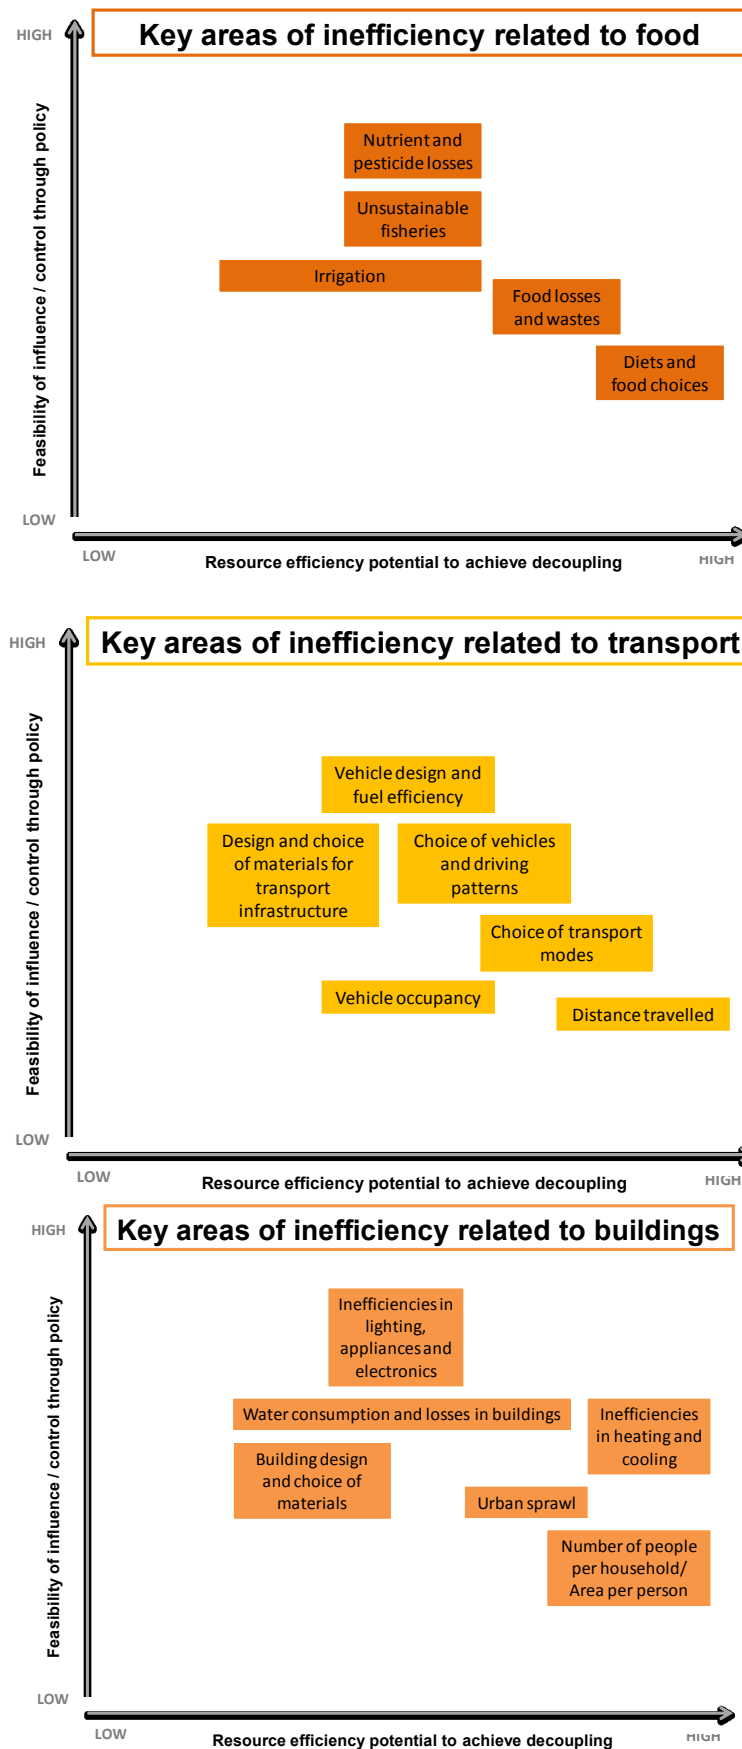 Key areas of inefficiency related to food
HIGH
Feasibility of influence / control through policy
Nutrient and
pesticide losses
Unsustainable
fisheries
Irrigation
Food losses
and wastes
Diets and
food choices
LOW
LOW
Resource efficiency potential to achieve decoupling
HIGH
Key areas of inefficiency related to transport
HIGH
Feasibility of influence / control through policy
Vehicle design and
fuel efficiency
Design and choice
of materials for
transport
infrastructure
Choice of vehicles
and driving
patterns
Choice of transport
modes
Vehicle occupancy
Distance travelled
LOW
LOW
Resource efficiency potential to achieve decoupling
HIGH
Key areas of inefficiency related to buildings
HIGH
Feasibility of influence / control through policy
Inefficiencies in
lighting,
appliances and
electronics
Water consumption and losses in buildings
Inefficiencies
in heating and
cooling
Building design
and choice of
materials
Urban sprawl
Number of people
per household/
Area per person
LOW
LOW
Resource efficiency potential to achieve decoupling
HIGH